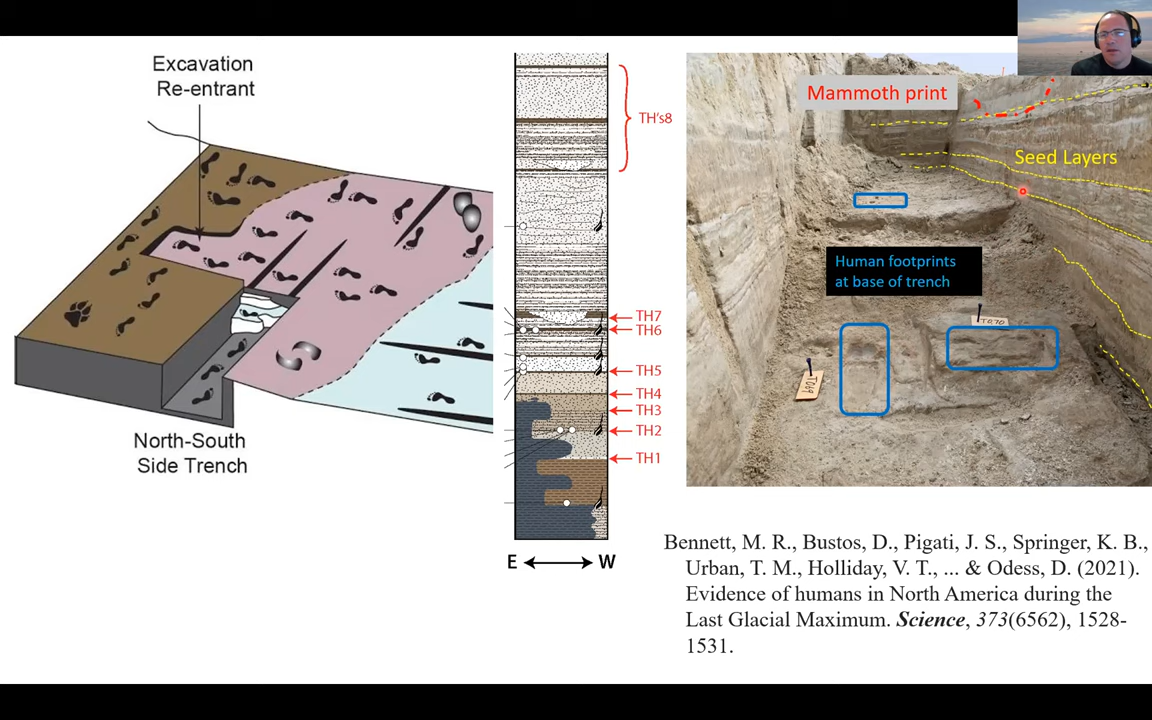 Excavation
Re-entrant
North-South
Side Trench
TH's8
TH7
TH6
TH5
TH4
TH3
TH2
TH1
E
W
Mammoth print
Seed Layers
Human footprints
at base of trench
TQ70
TQ69
Bennett, M. R., Bustos, D., Pigati, J. S., Springer, K. B.,
Urban, T. M., Holliday, V. T., ... & Odess, D. (2021).
Evidence of humans in North America during the
Last Glacial Maximum. Science, 373(6562), 1528-
1531.